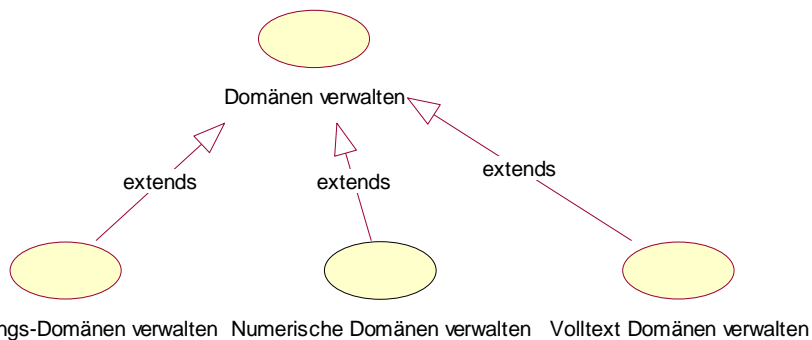 Domänen verwalten
extends
extends
extends
ngs-Domänen verwalten
Numerische Domänen verwalten
Volltext Domänen verwalten